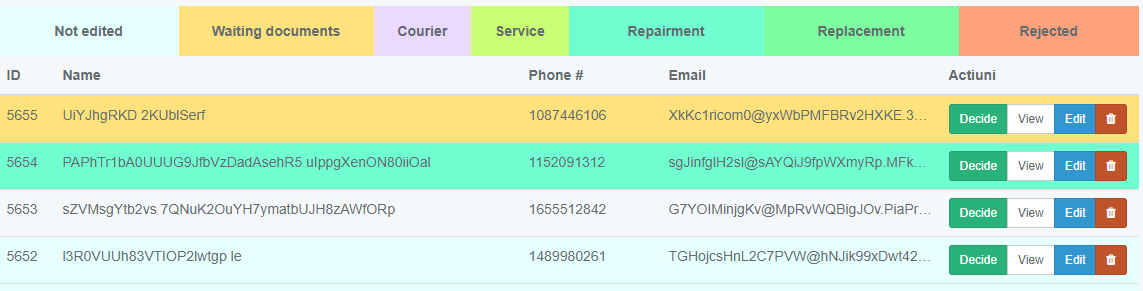 Not edited Waiting documents Courier Service Repairment Replacement Rejected
ID Name Phone # Email Actiuni
5655 UiYJhgRKD 2KUblSerf 1087446106 XkKc1ricom0@yxWbPMFBRv2HXKE.3... Decide View Edit
5654 PAPhTr1bA0UUUG9JfbVzDadAsehR5 uIppgXenON80iiOal 1152091312 sgJinfglH2sI@sAYQiJ9fpWXmyRp.MFk... Decide View Edit
5653 sZVMsgYtb2vs 7QNuK2OuYH7ymatbUJH8zAWfORp 1655512842 G7YOIMinjgKv@MpRvWQBigJOv.PiaPr... Decide View Edit
5652 l3R0VUUh83VTIOP2lwtgp le 1489980261 TGHojcsHnL2C7PVW@hNJik99xDwt42... Decide View Edit